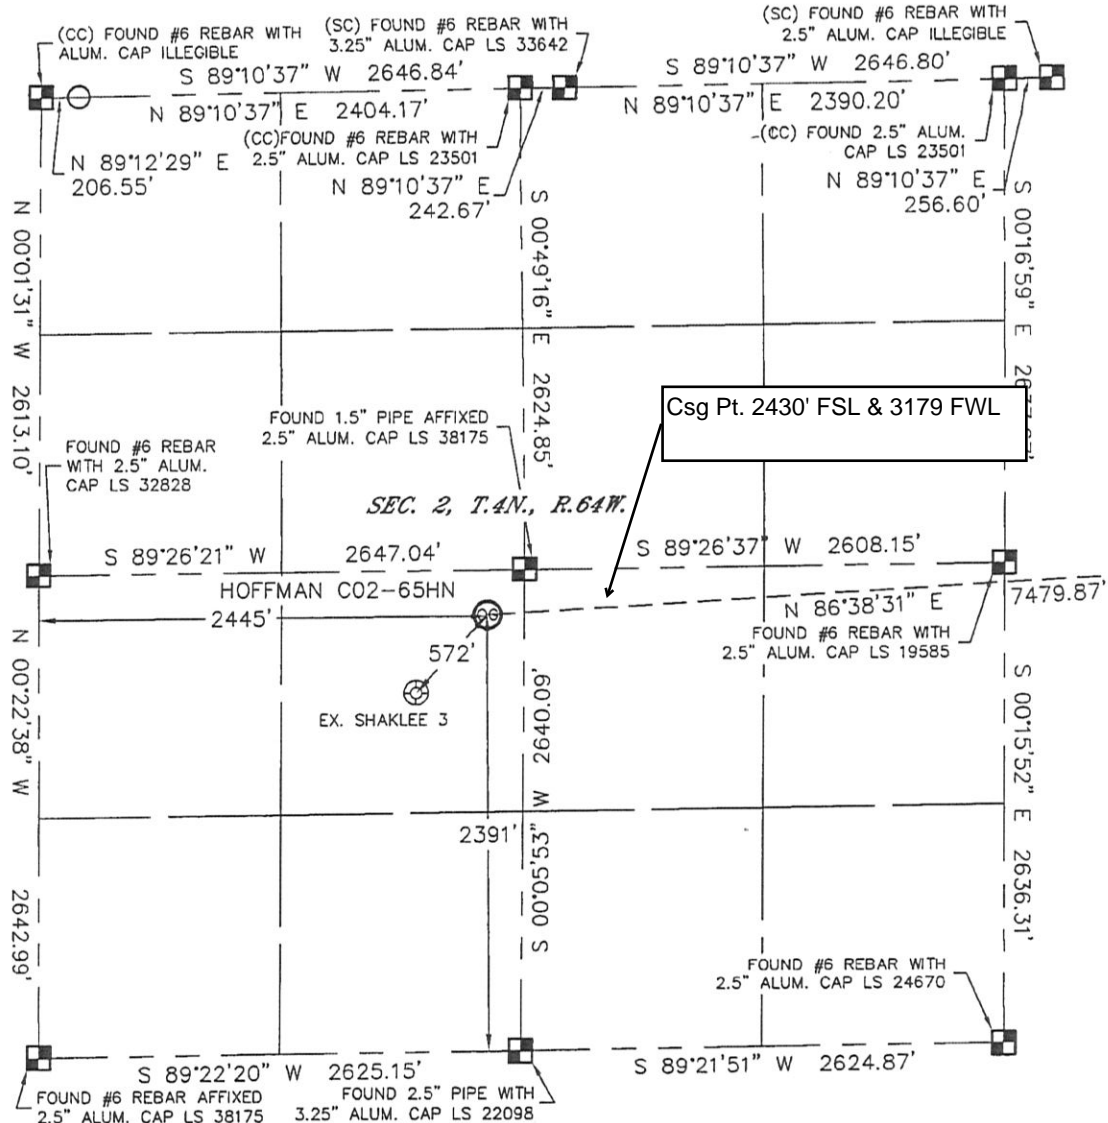 (CC) FOUND #6 REBAR WITH
ALUM. CAP ILLEGIBLE
(SC) FOUND #6 REBAR WITH
3.25" ALUM. CAP LS 33642
(SC) FOUND #6 REBAR WITH
2.5" ALUM. CAP ILLEGIBLE
S 89°10'37" W 2646.84'
S 89°10'37" W 2646.80'
N 89°10'37" E 2404.17'
N 89°10'37" E 2390.20'
(CC)FOUND #6 REBAR WITH
2.5" ALUM. CAP LS 23501
(CC) FOUND 2.5" ALUM.
CAP LS 23501
N 89°12'29" E
206.55'
N 89°10'37" E
242.67'
N 89°10'37" E
256.60'
N 00°01'31" W 2613.10'
S 00°49'16" E 2624.85'
S 00°16'59" E
Csg Pt. 2430' FSL & 3179 FWL
FOUND 1.5" PIPE AFFIXED
2.5" ALUM. CAP LS 38175
FOUND #6 REBAR
WITH 2.5" ALUM.
CAP LS 32828
SEC. 2, T.4N., R.64W.
S 89°26'21" W 2647.04'
S 89°26'37" W 2608.15'
HOFFMAN C02-65HN
2445'
N 86°38'31" E
7479.87'
572'
FOUND #6 REBAR WITH
2.5" ALUM. CAP LS 19585
EX. SHAKLEE 3
N 00°22'38" W 2642.99'
2391'
S 00°05'53" W 2640.09'
S 00°15'52" E 2636.31'
FOUND #6 REBAR WITH
2.5" ALUM. CAP LS 24670
S 89°22'20" W 2625.15'
S 89°21'51" W 2624.87'
FOUND #6 REBAR AFFIXED
2.5" ALUM. CAP LS 38175
FOUND 2.5" PIPE WITH
3.25" ALUM. CAP LS 22098